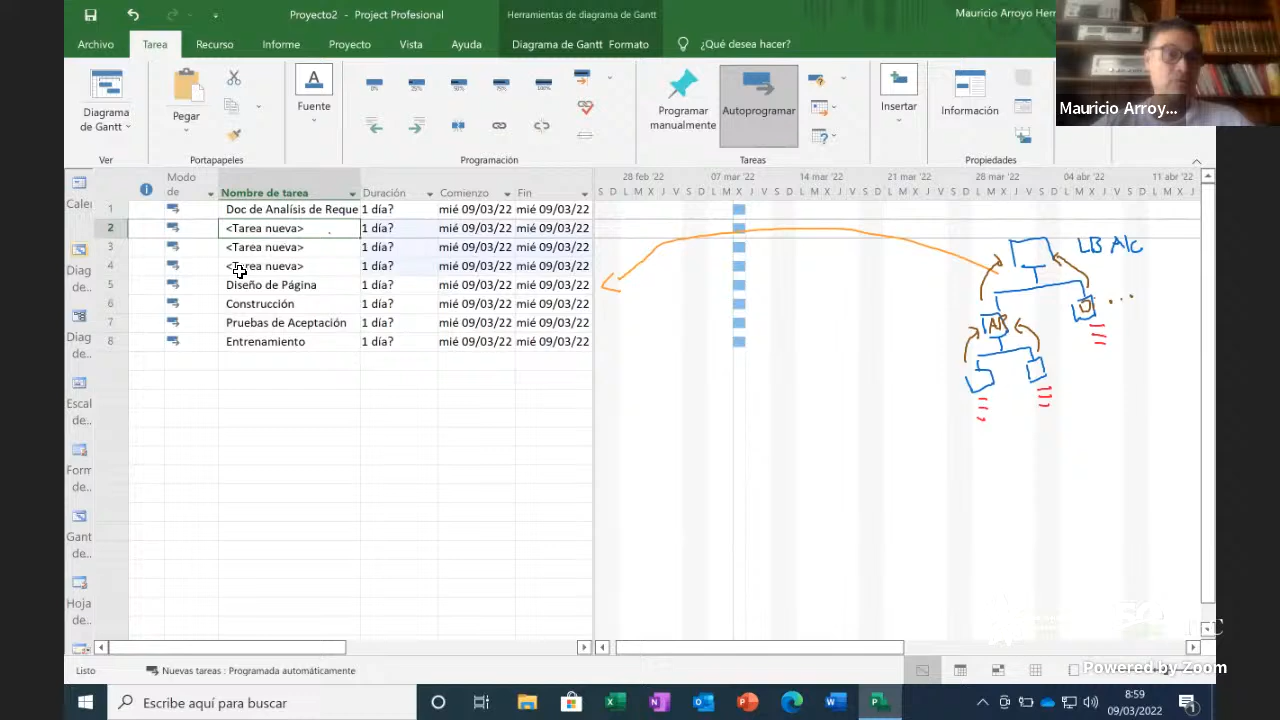 Proyecto2 - Project Profesional
Herramientas de diagrama de Gantt
Mauricio Arroyo Her
Archivo Tarea Recurso Informe Proyecto Vista Ayuda Diagrama de Gantt Formato ¿Qué desea hacer?
Diagrama de Gantt
Pegar
Fuente
0% 25% 50% 75% 100%
Programar manualmente
Autoprogramar
Insertar
Información
Mauricio Arroy...
Ver Portapapeles Programación Tareas Propiedades
Modo de Nombre de tarea Duración Comienzo Fin
28 feb '22 07 mar '22 14 mar '22 21 mar '22 28 mar '22 04 abr '22 11 abr '22
S D L M X J V S D L M X J V S D L M X J V S D L M X J V S D L M X J V S D L M X J V S D L M X J
1 Doc de Analísis de Reque 1 día? mié 09/03/22 mié 09/03/22
2 <Tarea nueva> 1 día? mié 09/03/22 mié 09/03/22
3 <Tarea nueva> 1 día? mié 09/03/22 mié 09/03/22
4 <Tarea nueva> 1 día? mié 09/03/22 mié 09/03/22
5 Diseño de Página 1 día? mié 09/03/22 mié 09/03/22
6 Construcción 1 día? mié 09/03/22 mié 09/03/22
7 Pruebas de Aceptación 1 día? mié 09/03/22 mié 09/03/22
8 Entrenamiento 1 día? mié 09/03/22 mié 09/03/22
LB A/c
AR
D ...
Caler
Diag de..
Diag de..
Escal de..
Form de..
Gant de..
Hoja de..
Listo Nuevas tareas : Programada automáticamente
Powered by Zoom
Escribe aquí para buscar
8:59
09/03/2022
1